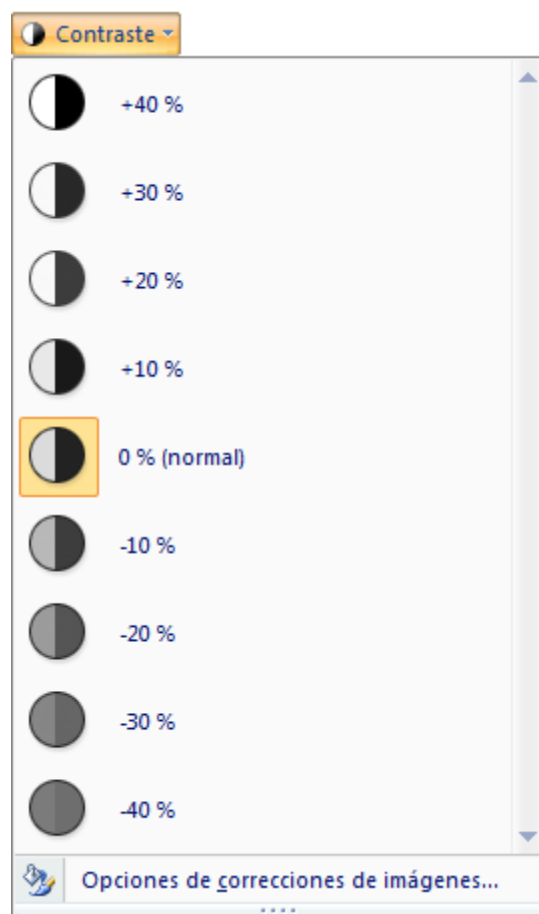 Contraste
+40 %
+30 %
+20 %
+10 %
0 % (normal)
-10 %
-20 %
-30 %
-40 %
Opciones de correcciones de imágenes...